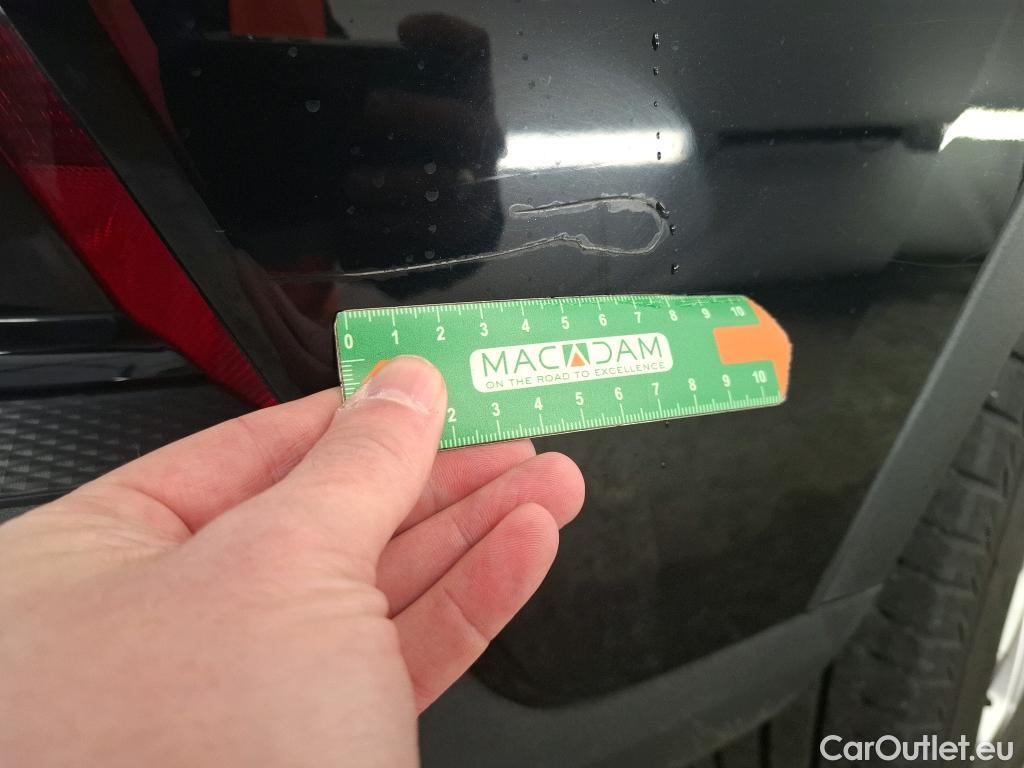 0 1 2 3 4 5 6 7 8 9 10
MACADAM
ON THE ROAD TO EXCELLENCE
2 3 4 5 6 7 8 9 10
CarOutlet.eu